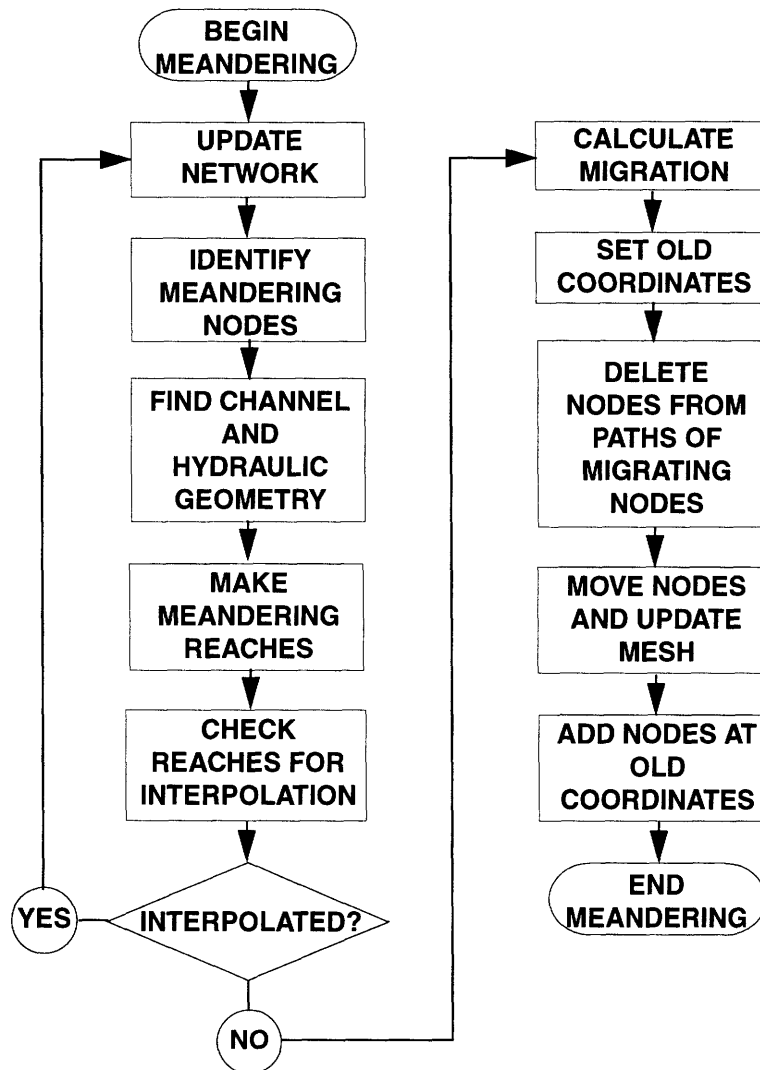 BEGIN
MEANDERING
UPDATE
NETWORK
IDENTIFY
MEANDERING
NODES
FIND CHANNEL
AND
HYDRAULIC
GEOMETRY
MAKE
MEANDERING
REACHES
CHECK
REACHES FOR
INTERPOLATION
INTERPOLATED?
YES
NO
CALCULATE
MIGRATION
SET OLD
COORDINATES
DELETE
NODES FROM
PATHS OF
MIGRATING
NODES
MOVE NODES
AND UPDATE
MESH
ADD NODES AT
OLD
COORDINATES
END
MEANDERING